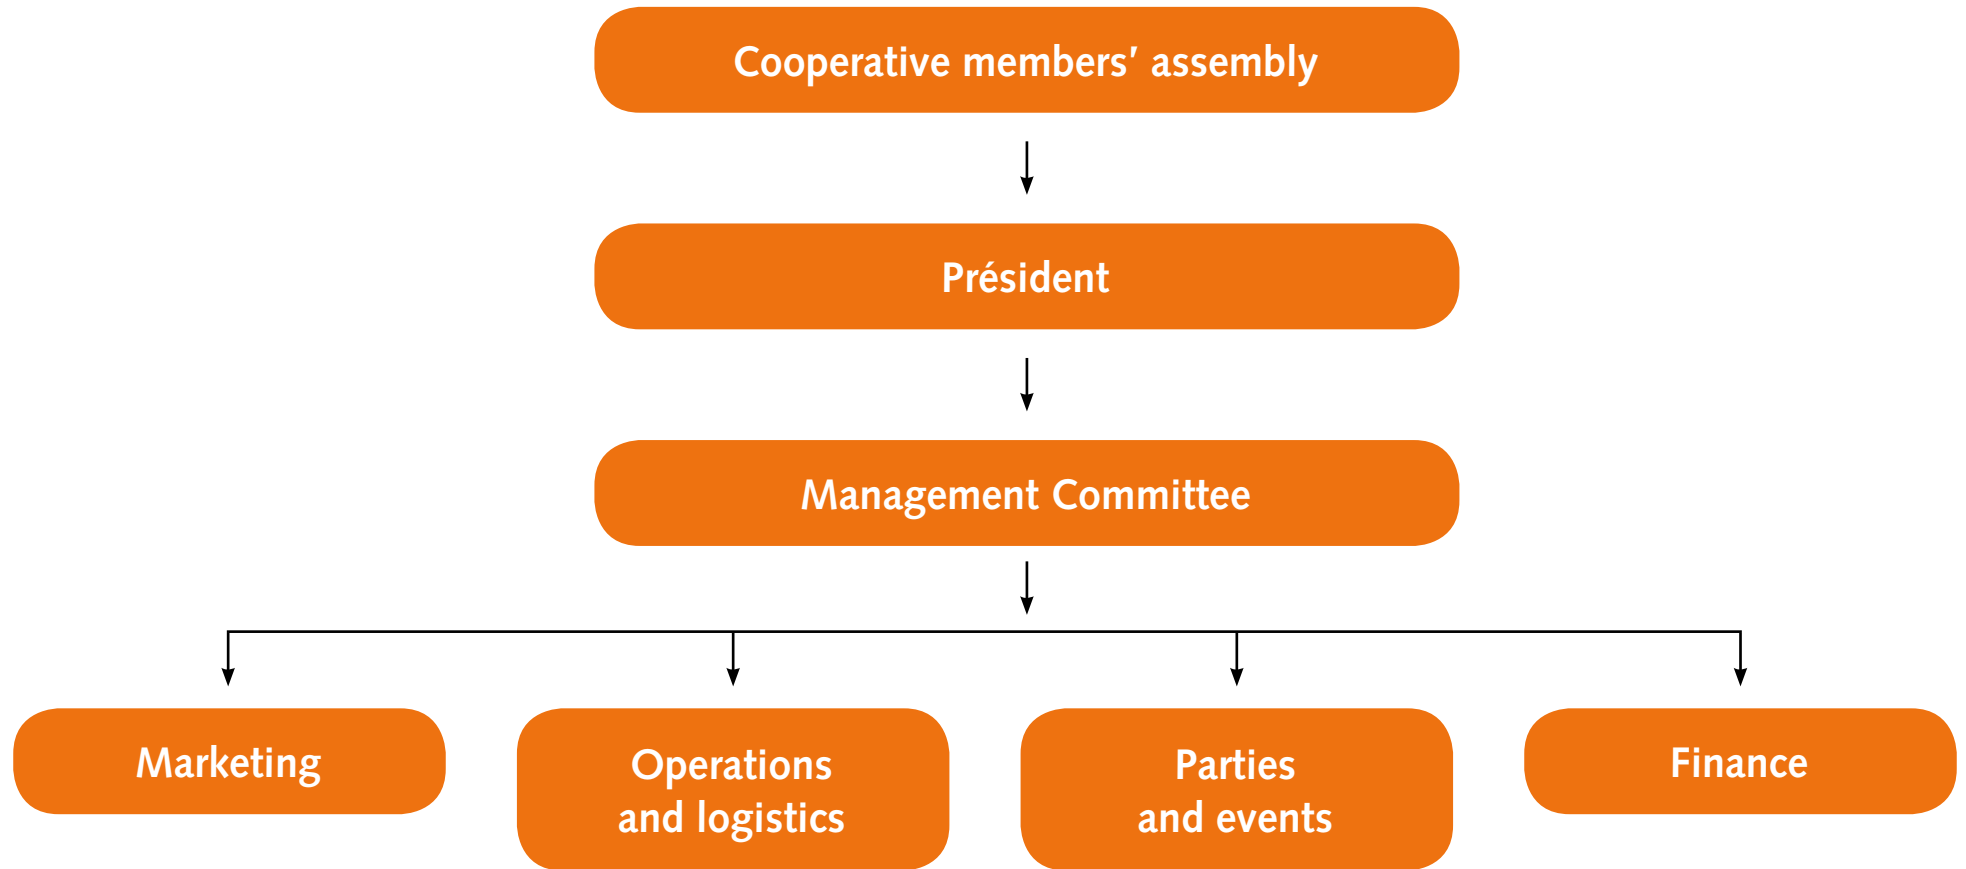 Cooperative members’ assembly
Président
Management Committee
Marketing
Operations
and logistics
Parties
and events
Finance